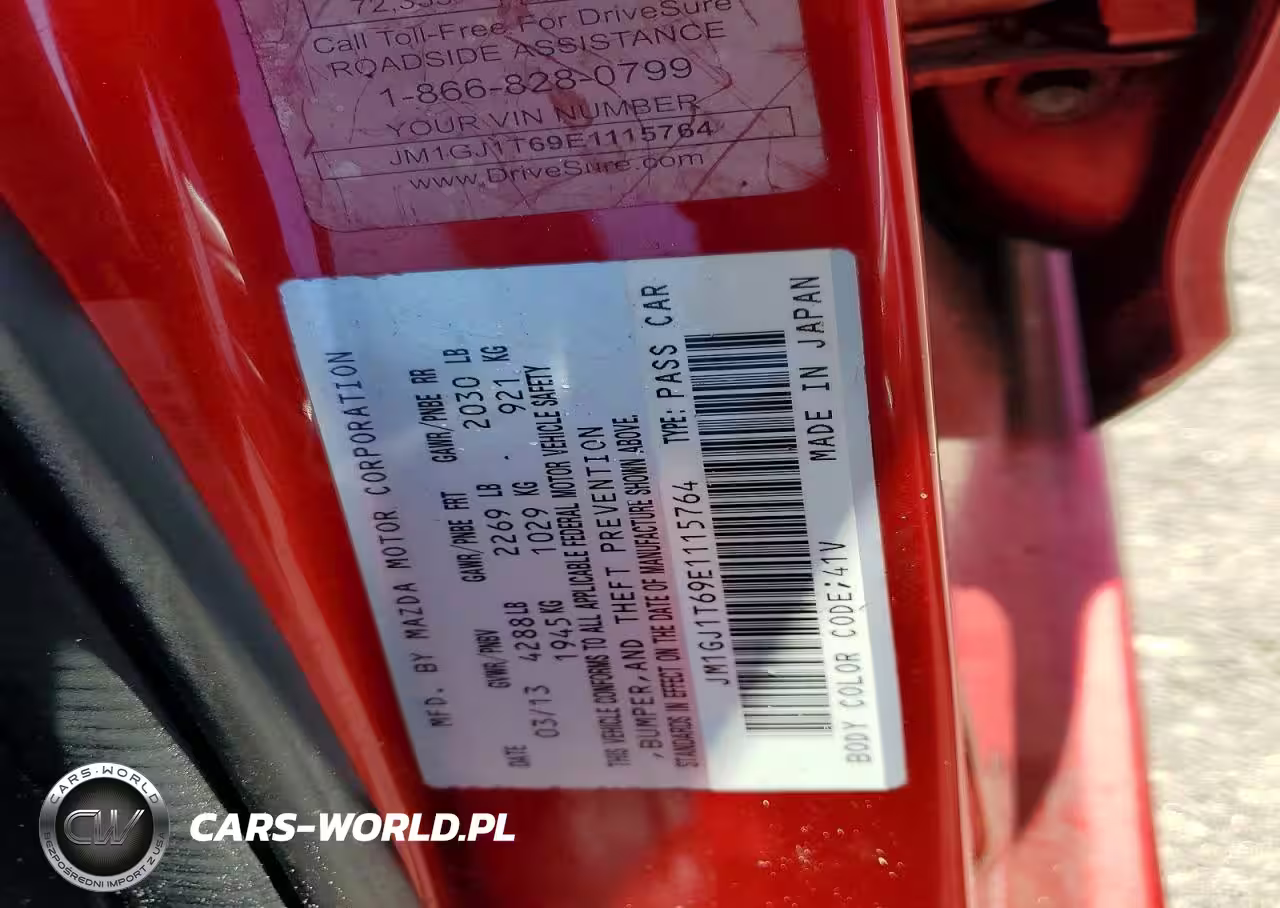 Call Toll-Free For DriveSure
ROADSIDE ASSISTANCE
1-866-828-0799
YOUR VIN NUMBER
JM1GJ1T69E1115764
www.DriveSure.com
MFD. BY MAZDA MOTOR CORPORATION
DATE GVWR/PNBV GAWR/PNBE FRT GAWR/PNBE RR
03/13 4288LB 2269 LB 2030 LB
1945KG 1029 KG . 921 KG
THIS VEHICLE CONFORMS TO ALL APPLICABLE FEDERAL MOTOR VEHICLE SAFETY
,BUMPER,AND THEFT PREVENTION
STANDARDS IN EFFECT ON THE DATE OF MANUFACTURE SHOWN ABOVE.
JM1GJ1T69E1115764 TYPE: PASS CAR
BODY COLOR CODE;41V MADE IN JAPAN
CARS-WORLD
CW
BEZPOŚREDNI IMPORT Z USA
CARS-WORLD.PL